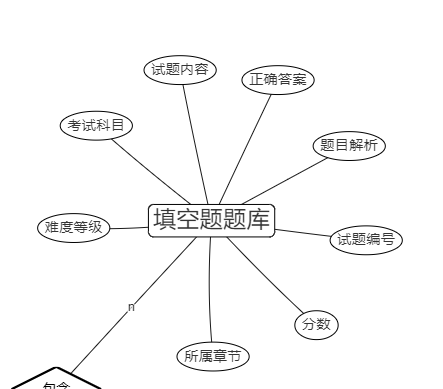 试题内容
正确答案
考试科目
题目解析
填空题题库
难度等级
试题编号
n
分数
所属章节
包含